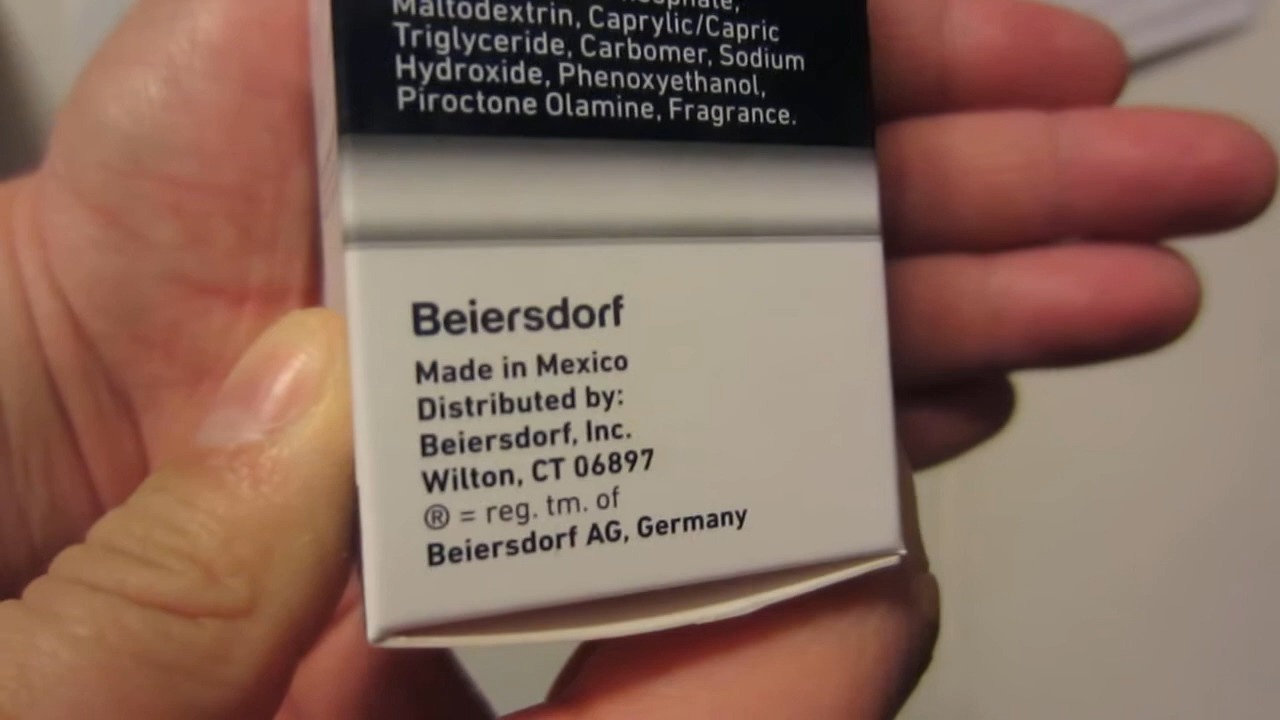 Maltodextrin, Caprylic/Capric
Triglyceride, Carbomer, Sodium
Hydroxide, Phenoxyethanol,
Piroctone Olamine, Fragrance.
Beiersdorf
Made in Mexico
Distributed by:
Beiersdorf, Inc.
Wilton, CT 06897
® = reg. tm. of
Beiersdorf AG, Germany